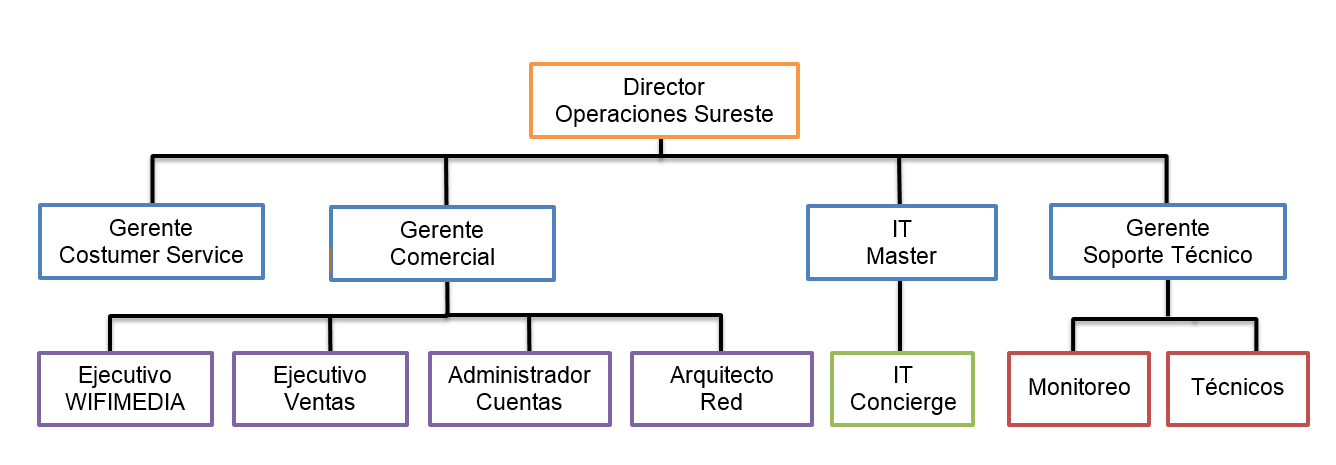 Director
Operaciones Sureste
Gerente
Costumer Service
Gerente
Comercial
IT
Master
Gerente
Soporte Técnico
Ejecutivo
WIFIMEDIA
Ejecutivo
Ventas
Administrador
Cuentas
Arquitecto
Red
IT
Concierge
Monitoreo
Técnicos